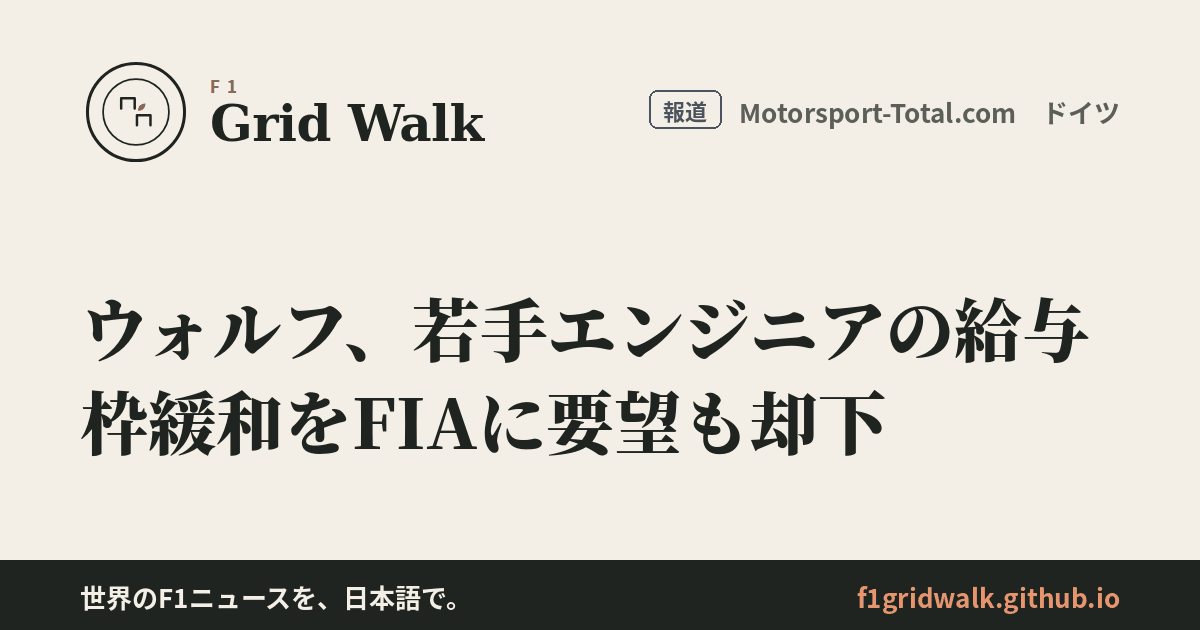 F1
Grid Walk
報道 Motorsport-Total.com ドイツ
ウォルフ、若手エンジニアの給与
枠緩和をFIAに要望も却下
世界のF1ニュースを、日本語で。
f1gridwalk.github.io